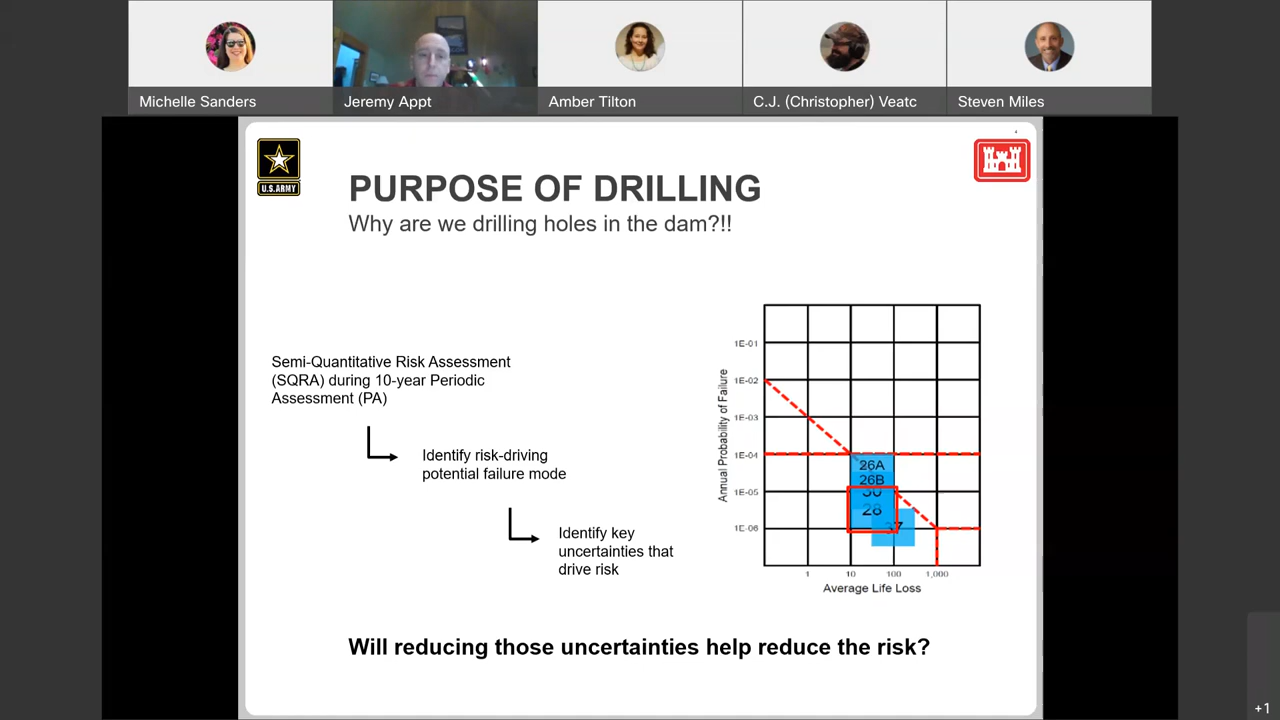 Michelle Sanders
Jeremy Appt
Amber Tilton
C.J. (Christopher) Veatc
Steven Miles
U.S.ARMY
PURPOSE OF DRILLING
Why are we drilling holes in the dam?!!
Semi-Quantitative Risk Assessment
(SQRA) during 10-year Periodic
Assessment (PA)
Identify risk-driving
potential failure mode
Identify key
uncertainties that
drive risk
Annual Probability of Failure
1E-01
1E-02
1E-03
1E-04
1E-05
1E-06
26A
26B
28
1
10
100
1,000
Average Life Loss
Will reducing those uncertainties help reduce the risk?
+1